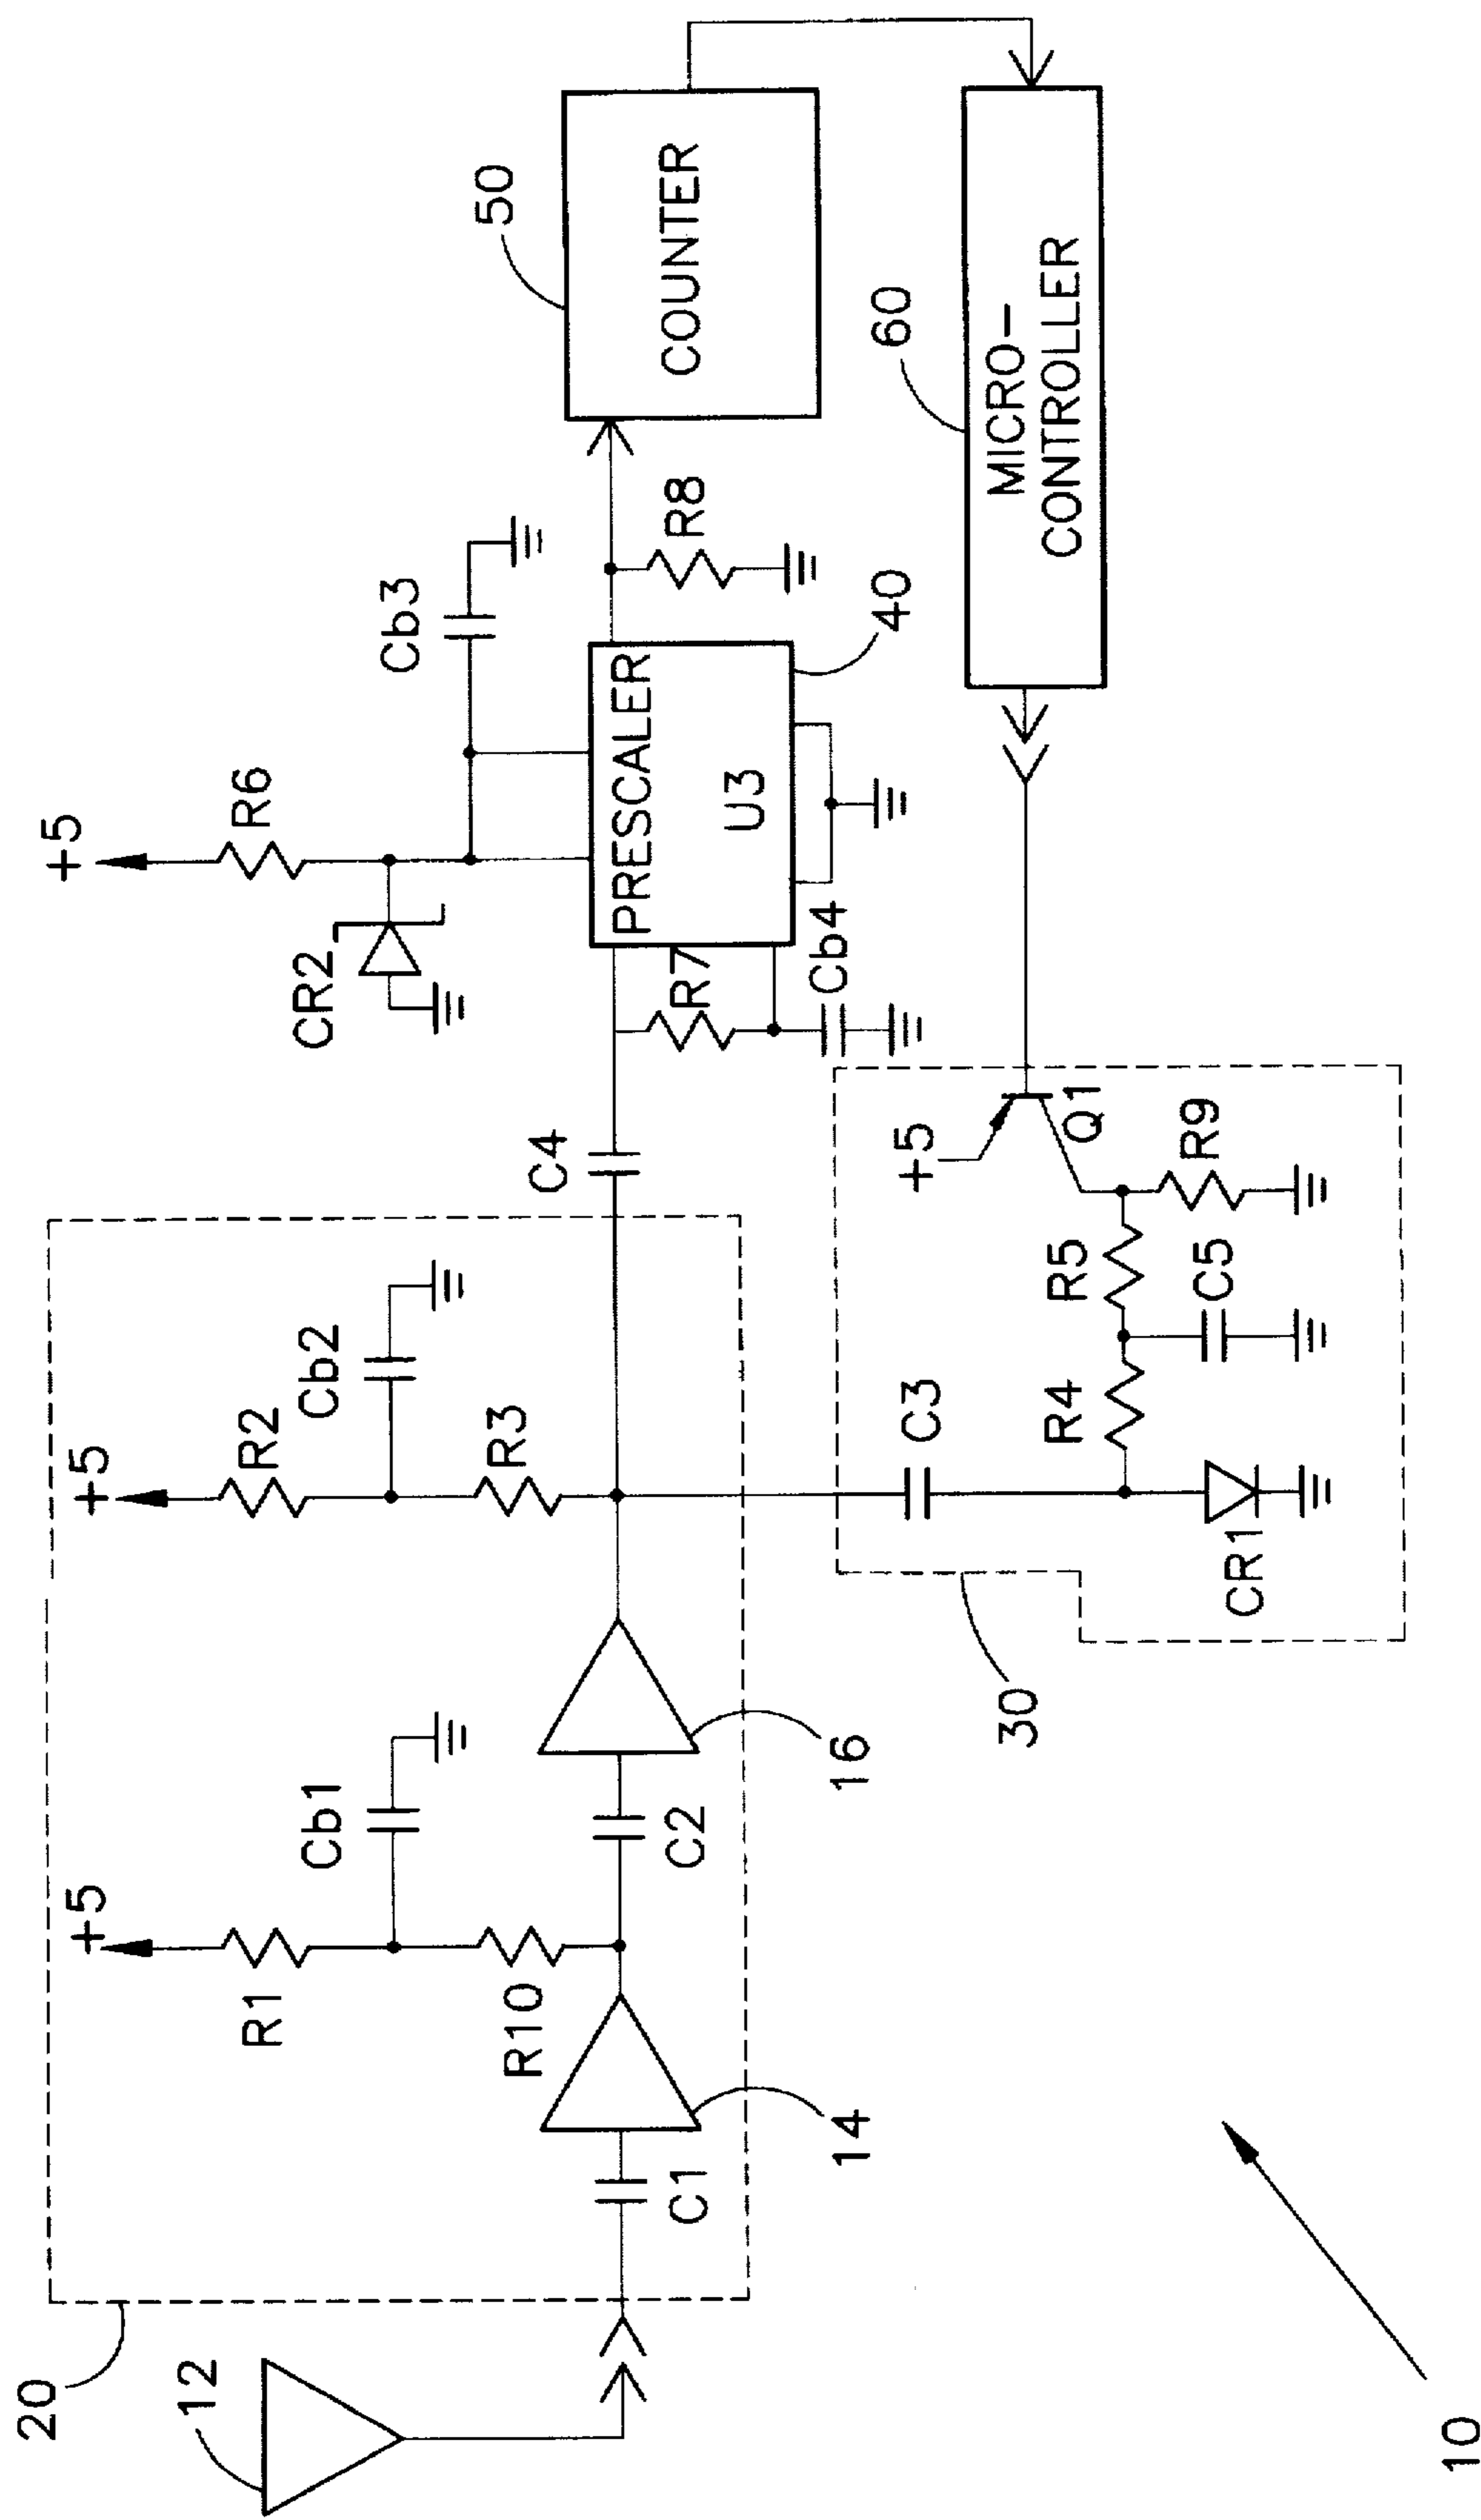 20
12
+5
R1
Cb1
R10
C1
14
C2
16
+5
R2
Cb2
R3
C4
+5
R6
CR2
Cb3
PRESCALER
U3
R7
Cb4
40
R8
50
COUNTER
60
MICRO-
CONTROLLER
30
C3
R4
R5
C5
CR1
+5
Q1
R9
10